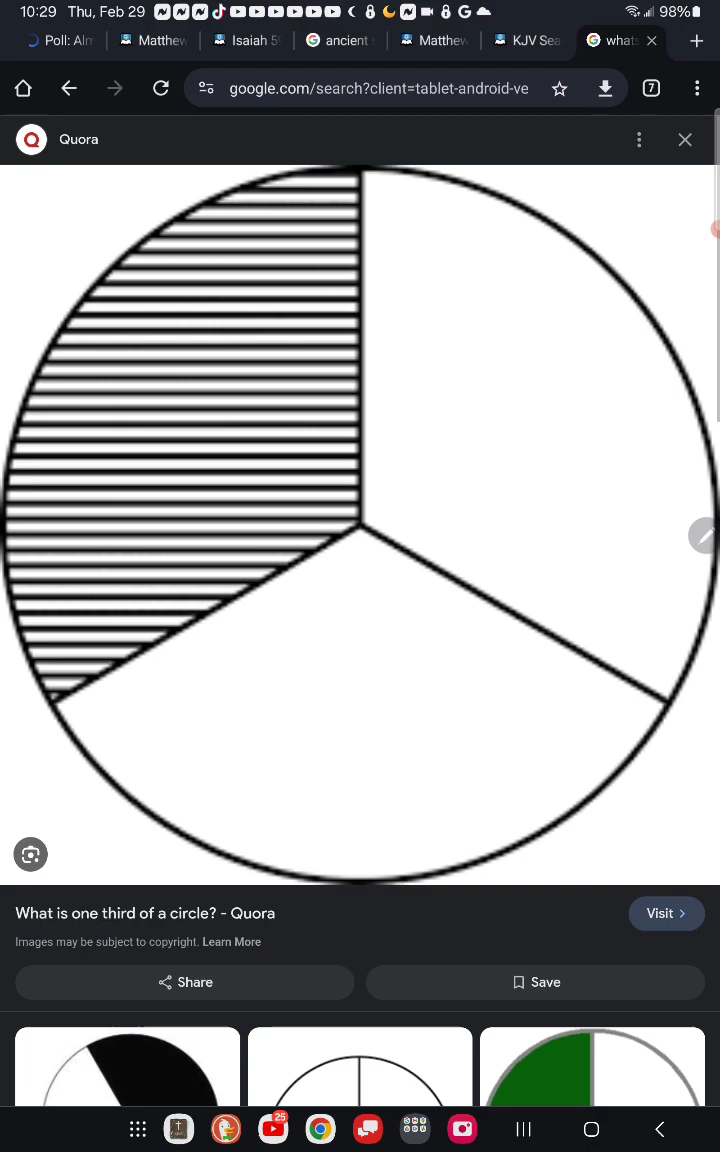 10:29 Thu, Feb 29 98%
Poll: Alm Matthew Isaiah 5 ancient Matthew KJV Sea whats
google.com/search?client=tablet-android-ve 7
Quora
What is one third of a circle? - Quora
Visit
Images may be subject to copyright. Learn More
Share Save
25